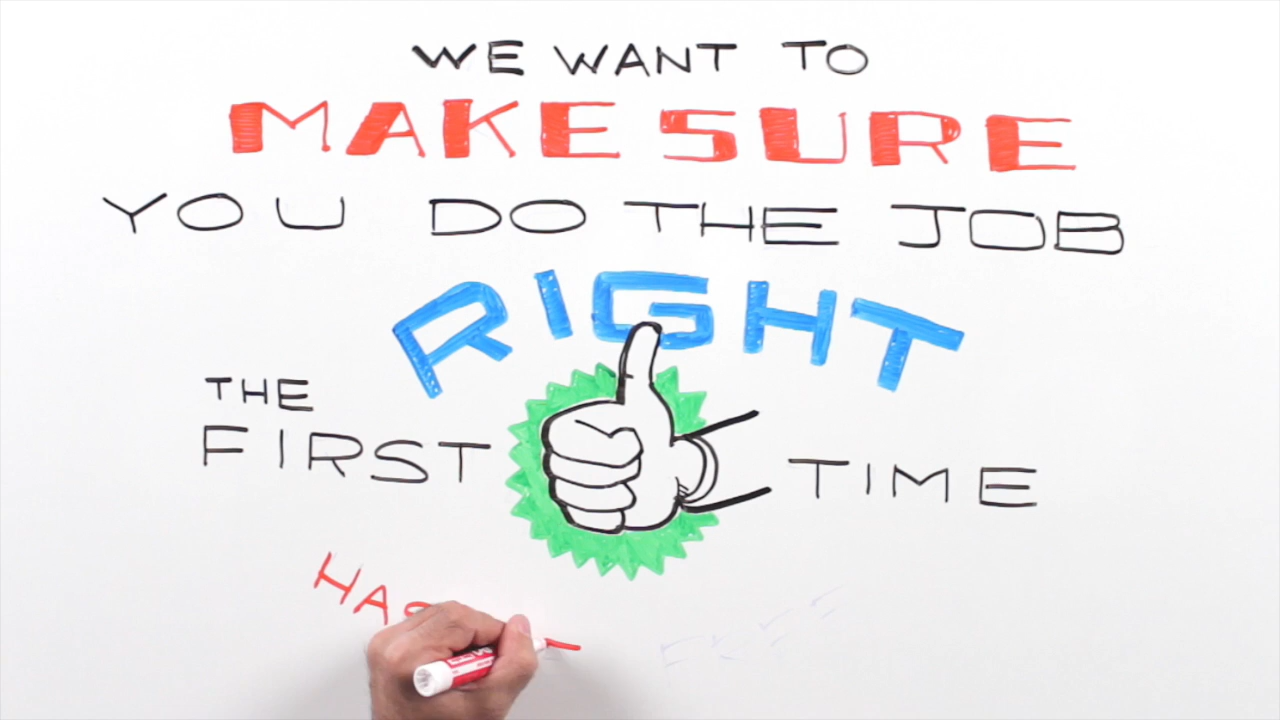 WE WANT TO
MAKE SURE
YOU DO THE JOB
RIGHT
THE
FIRST TIME